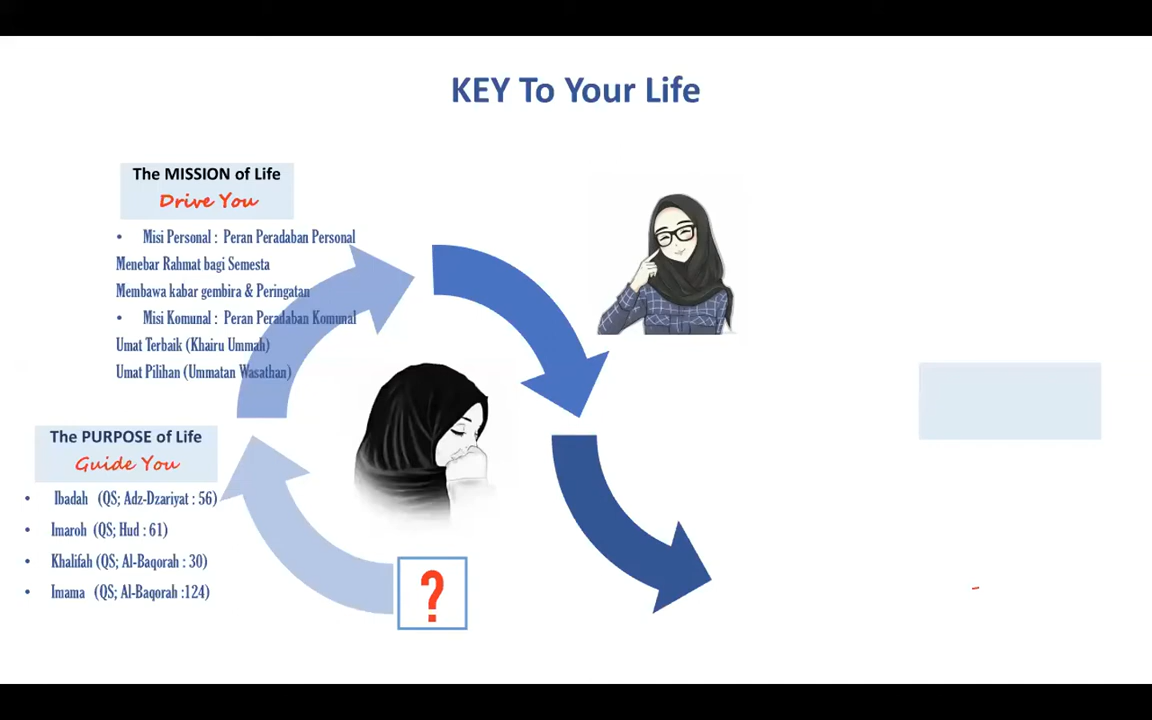 KEY To Your Life
The MISSION of Life
Drive You
• Misi Personal : Peran Peradaban Personal
Menebar Rahmat bagi Semesta
Membawa kabar gembira & Peringatan
• Misi Komunal : Peran Peradaban Komunal
Umat Terbaik (Khairu Ummah)
Umat Pilihan (Ummatan Wasathan)
The PURPOSE of Life
Guide You
• Ibadah (QS; Adz-Dzariyat : 56)
• Imaroh (QS; Hud : 61)
• Khalifah (QS; Al-Baqorah : 30)
• Imama (QS; Al-Baqorah :124)
?